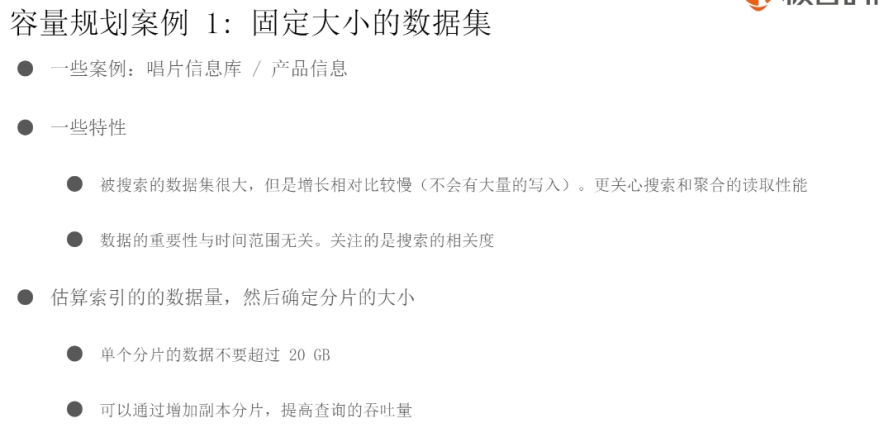 容量规划案例 1: 固定大小的数据集
● 一些案例：唱片信息库 / 产品信息
● 一些特性
● 被搜索的数据集很大，但是增长相对比较慢（不会有大量的写入）。更关心搜索和聚合的读取性能
● 数据的重要性与时间范围无关。关注的是搜索的相关度
● 估算索引的的数据量，然后确定分片的大小
● 单个分片的数据不要超过 20 GB
● 可以通过增加副本分片，提高查询的吞吐量